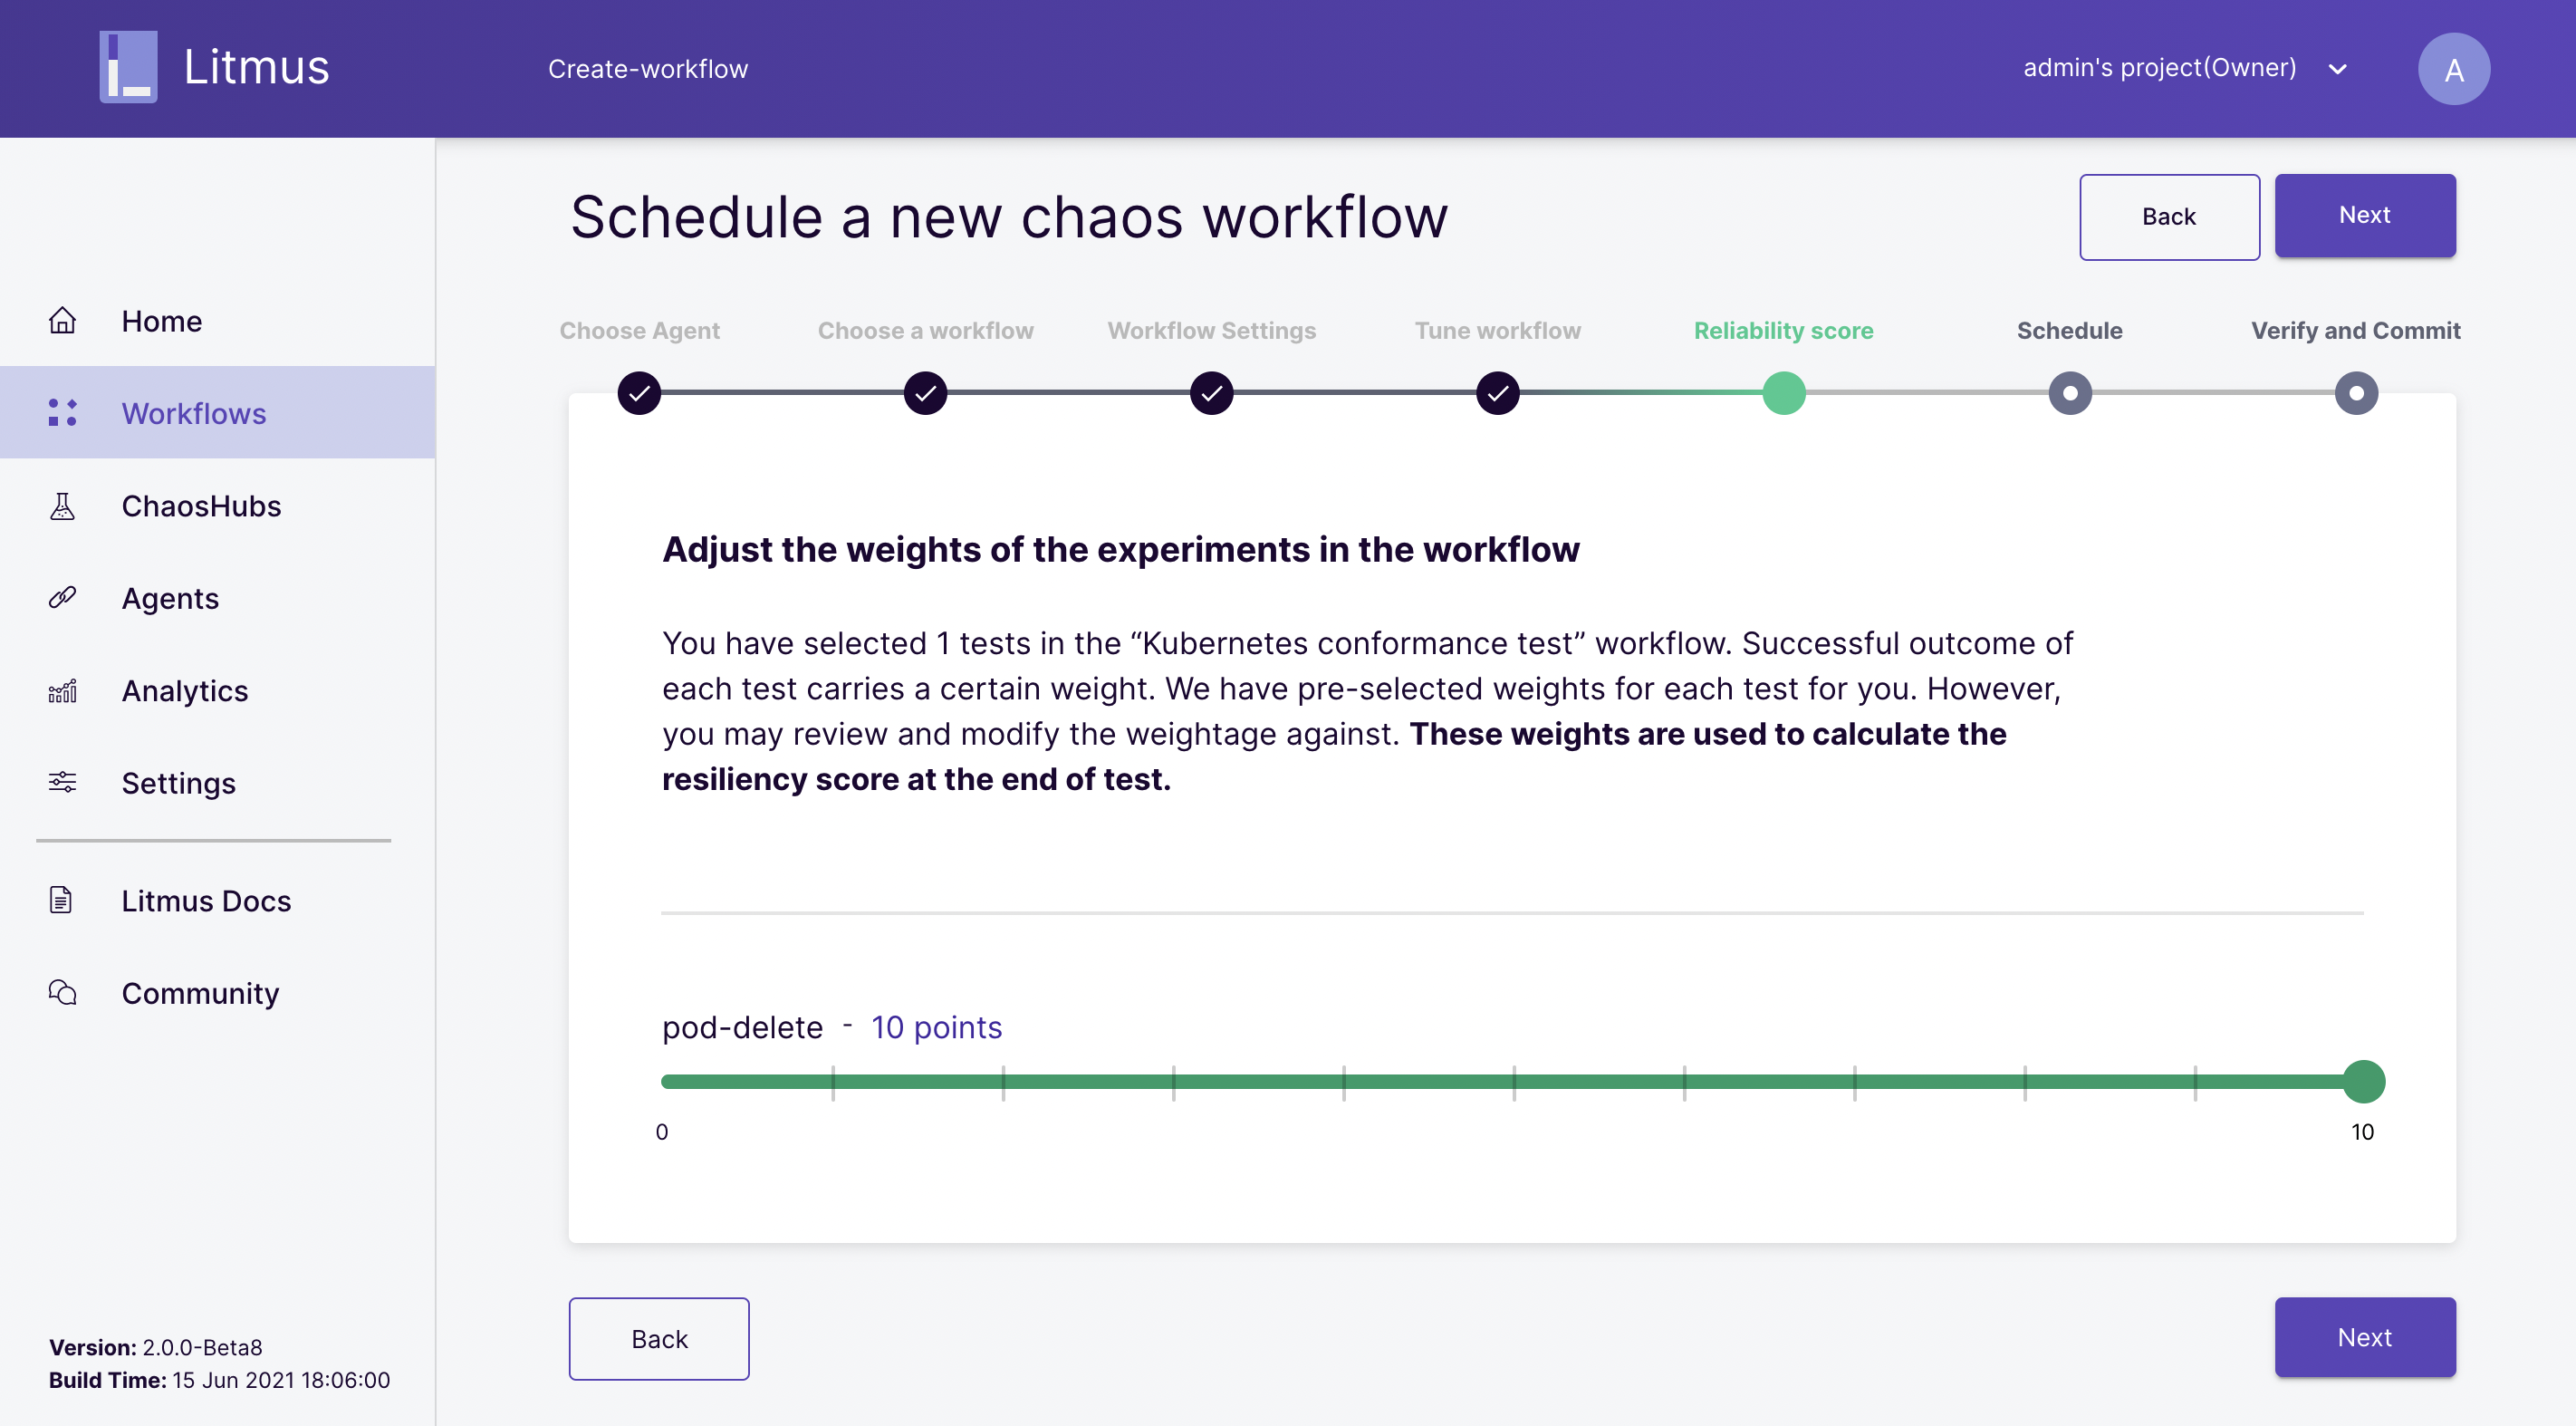 Litmus
Create-workflow
admin's project(Owner)
A
Schedule a new chaos workflow
Back
Next
Home
Workflows
ChaosHubs
Agents
Analytics
Settings
Litmus Docs
Community
Version: 2.0.0-Beta8
Build Time: 15 Jun 2021 18:06:00
Choose Agent
Choose a workflow
Workflow Settings
Tune workflow
Reliability score
Schedule
Verify and Commit
Adjust the weights of the experiments in the workflow
You have selected 1 tests in the “Kubernetes conformance test” workflow. Successful outcome of
each test carries a certain weight. We have pre-selected weights for each test for you. However,
you may review and modify the weightage against. These weights are used to calculate the
resiliency score at the end of test.
pod-delete - 10 points
0
10
Back
Next